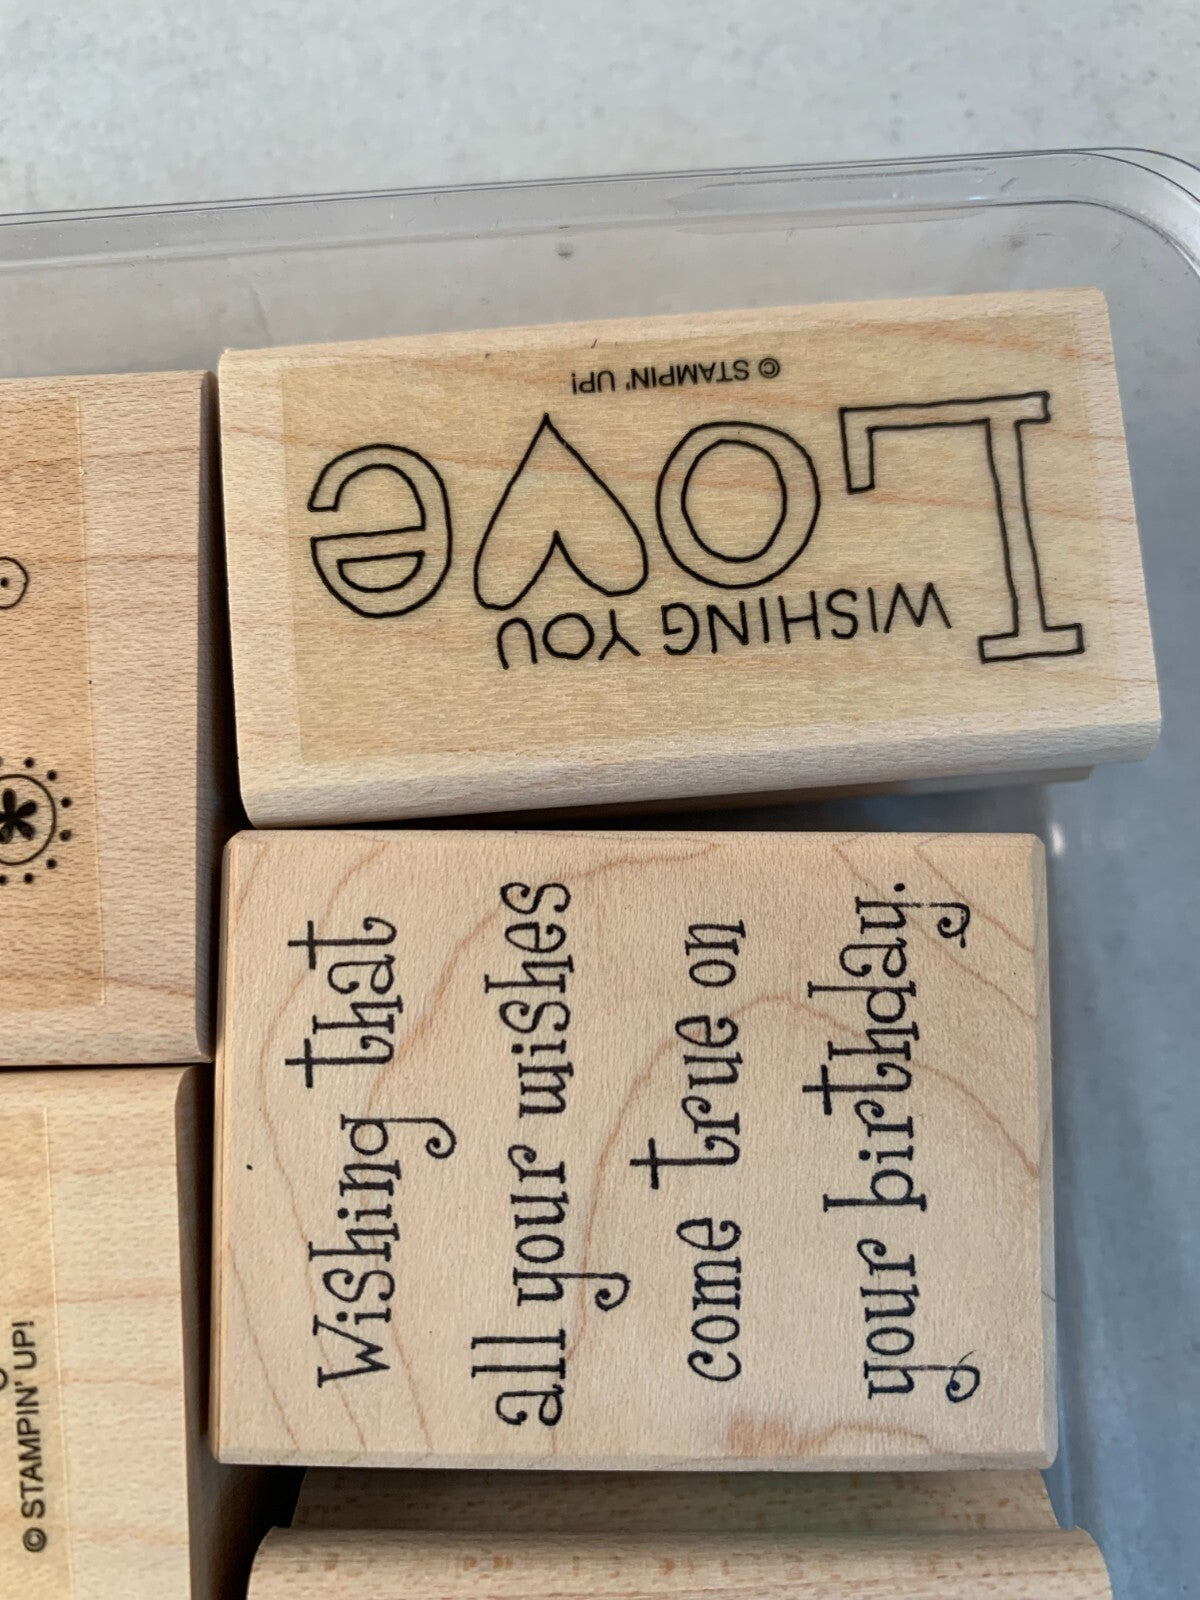 WISHING YOU
Love
© STAMPIN' UP!
Wishing that
all your wishes
come true on
your birthday.
© STAMPIN' UP!